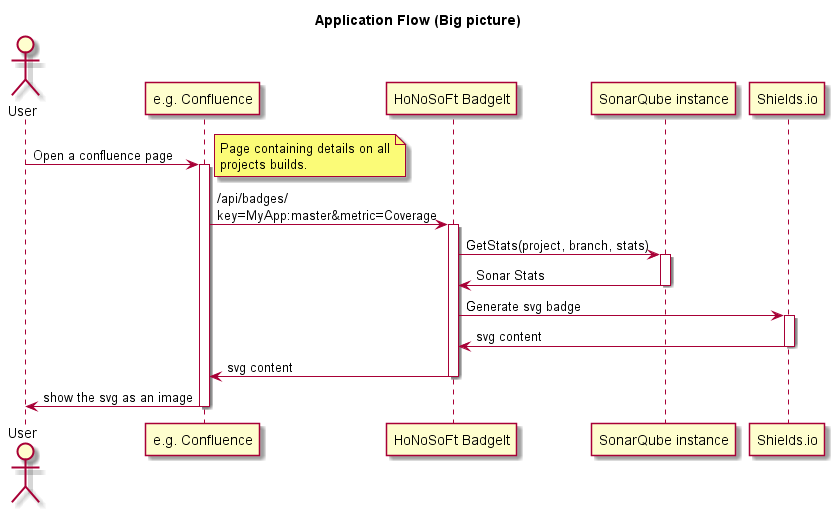 Application Flow (Big picture)
User
e.g. Confluence
HoNoSoFt BadgeIt
SonarQube instance
Shields.io
Open a confluence page
Page containing details on all
projects builds.
/api/badges/
key=MyApp:master&metric=Coverage
GetStats(project, branch, stats)
Sonar Stats
Generate svg badge
svg content
svg content
show the svg as an image
User
e.g. Confluence
HoNoSoFt BadgeIt
SonarQube instance
Shields.io